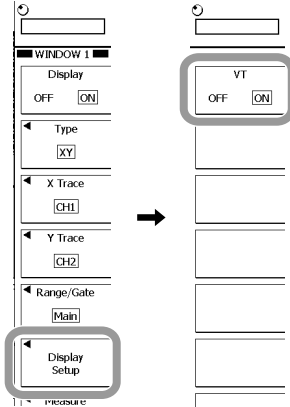 WINDOW 1
Display
OFF ON
Type
XY
X Trace
CH1
Y Trace
CH2
Range/Gate
Main
Display
Setup
Measure
VT
OFF ON